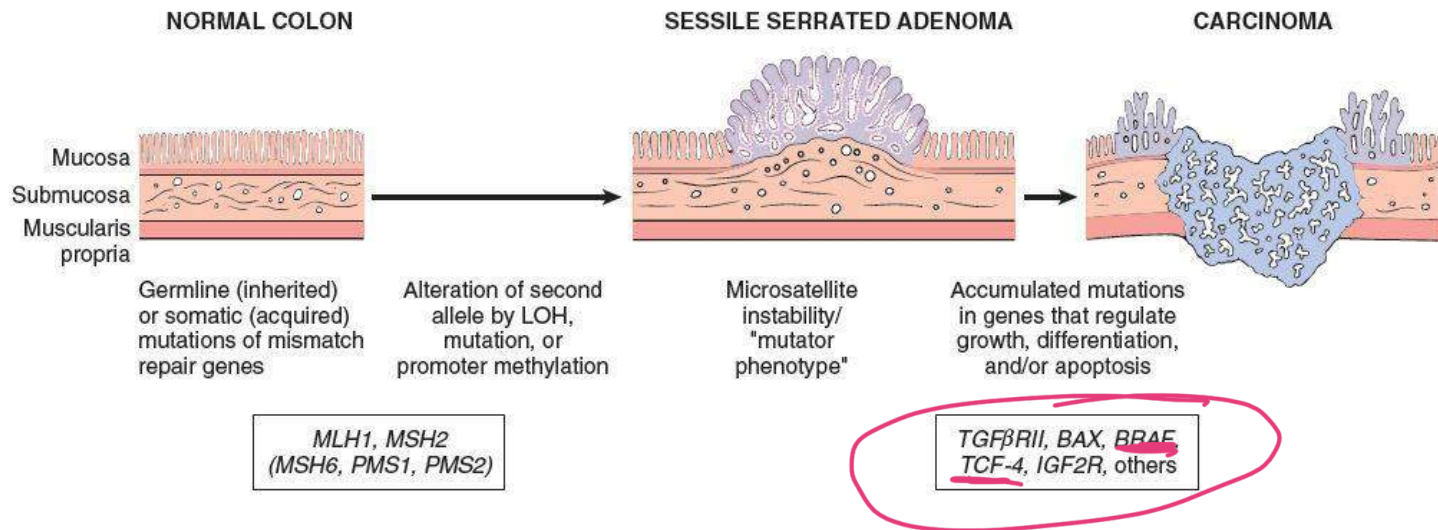 NORMAL COLON
SESSILE SERRATED ADENOMA
CARCINOMA
Mucosa
Submucosa
Muscularis
propria
Germline (inherited)
or somatic (acquired)
mutations of mismatch
repair genes
Alteration of second
allele by LOH,
mutation, or
promoter methylation
Microsatellite
instability/
"mutator
phenotype"
Accumulated mutations
in genes that regulate
growth, differentiation,
and/or apoptosis
MLH1, MSH2
(MSH6, PMS1, PMS2)
TGFβRII, BAX, BRAF,
TCF-4, IGF2R, others